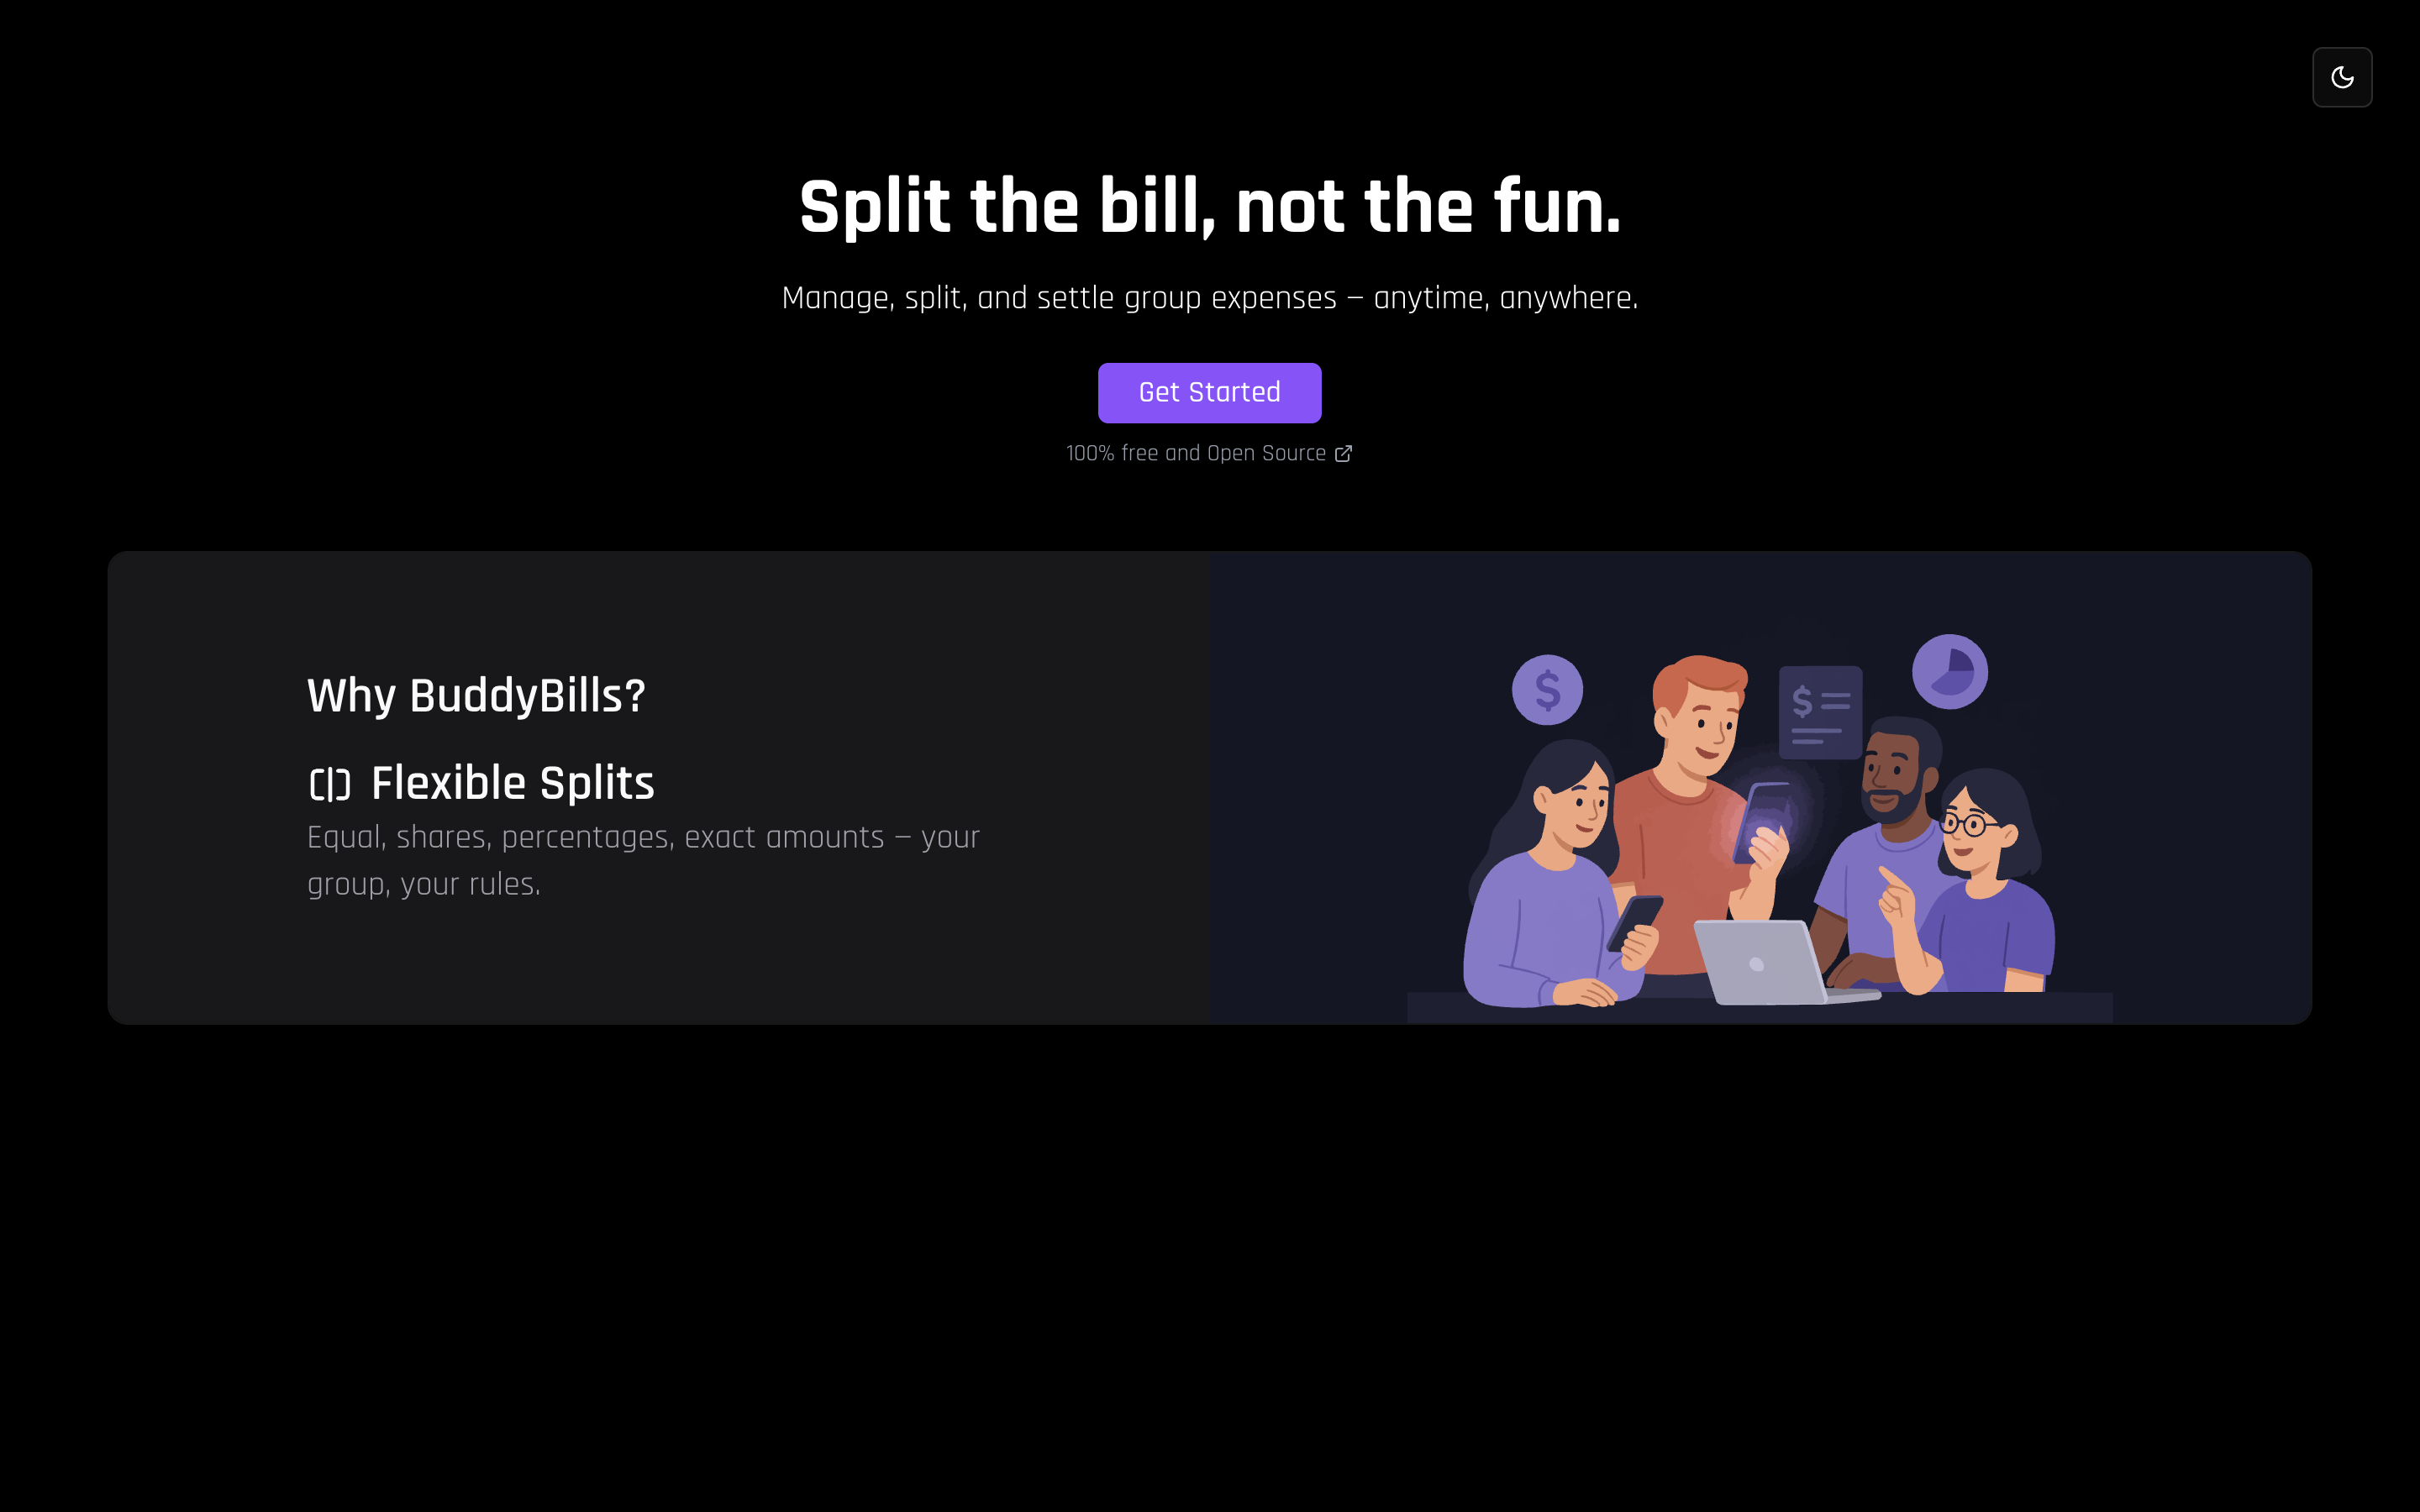 Split the bill, not the fun.
Manage, split, and settle group expenses – anytime, anywhere.
Get Started
100% free and Open Source
Why BuddyBills?
Flexible Splits
Equal, shares, percentages, exact amounts – your
group, your rules.
$
$